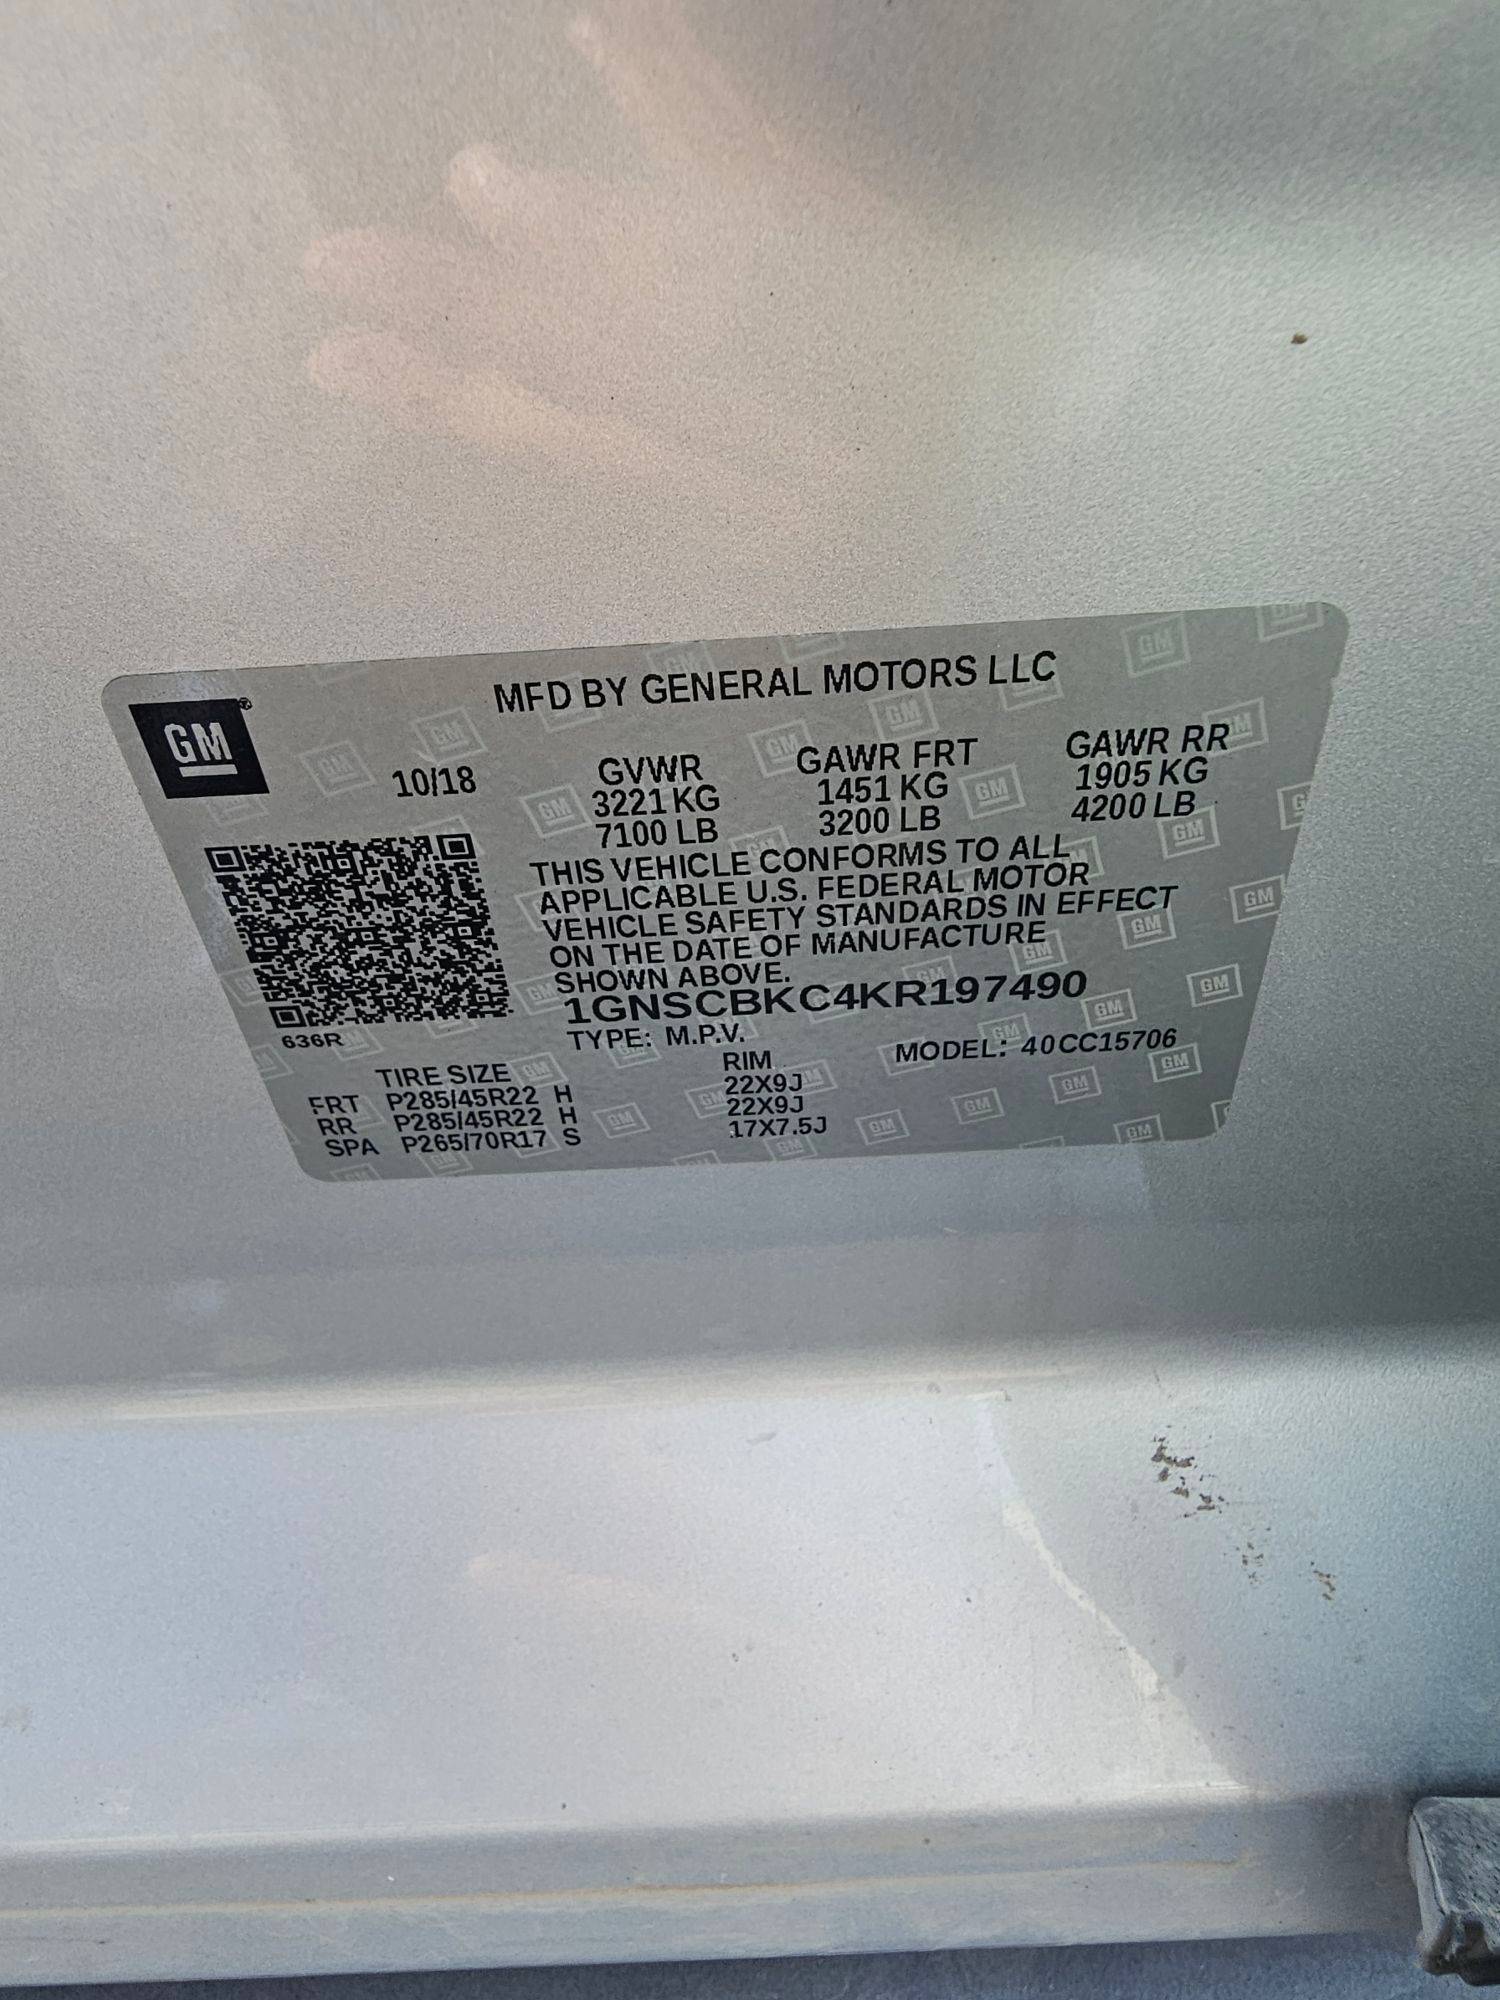 GM
MFD BY GENERAL MOTORS LLC
10/18
GVWR GAWR FRT GAWR RR
3221 KG 1451 KG 1905 KG
7100 LB 3200 LB 4200 LB
THIS VEHICLE CONFORMS TO ALL
APPLICABLE U.S. FEDERAL MOTOR
VEHICLE SAFETY STANDARDS IN EFFECT
ON THE DATE OF MANUFACTURE
SHOWN ABOVE.
1GNSCBKC4KR197490
636R
TYPE: M.P.V. MODEL: 40CC15706
TIRE SIZE RIM
FRT P285/45R22 H 22X9J
RR P285/45R22 H 22X9J
SPA P265/70R17 S 17X7.5J